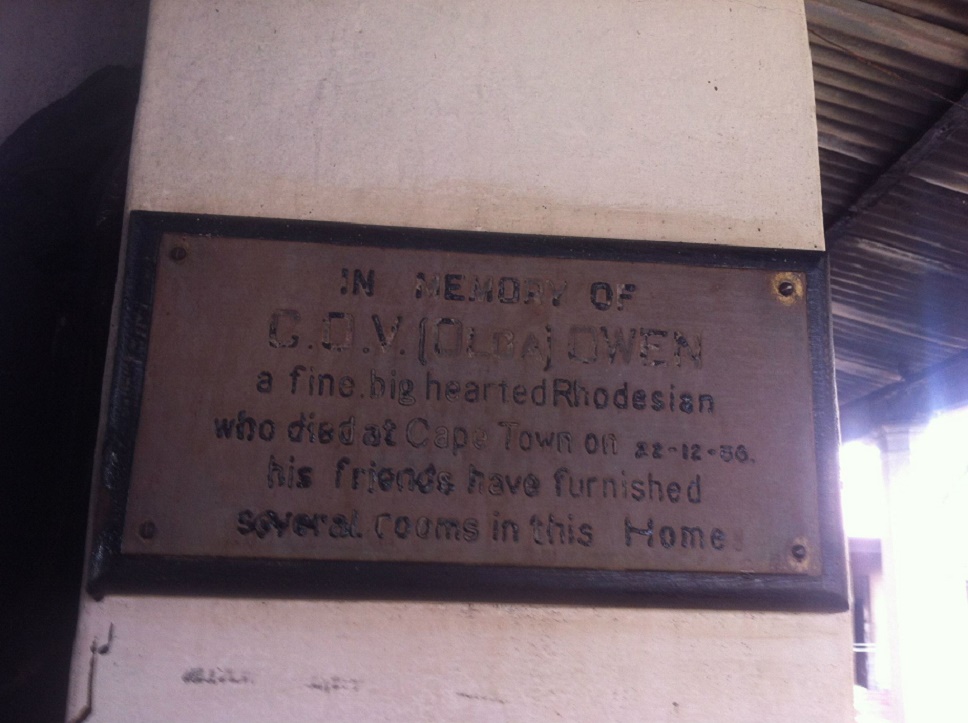 IN MEMORY OF
G.O.V. (OLBA) OWEN
a fine big hearted Rhodesian
who died at Cape Town on 22-12-56.
his friends have furnished
several rooms in this Home